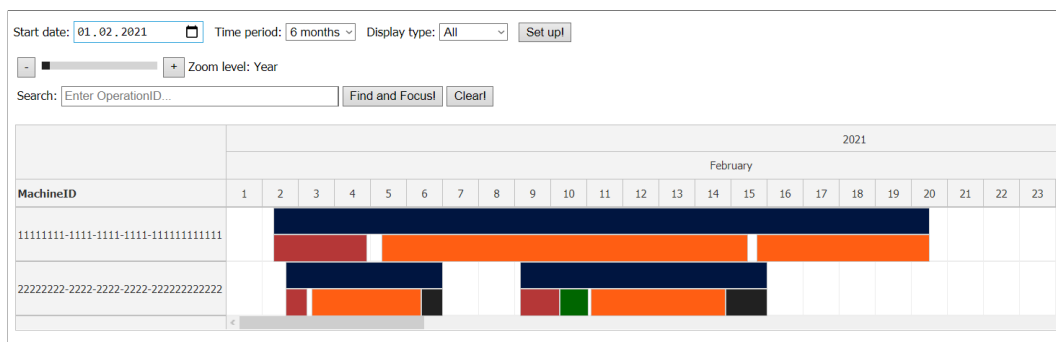 Start date: 01.02.2021 Time period: 6 months Display type: All Set up!
- + Zoom level: Year
Search: Enter OperationID... Find and Focus! Clear!
2021
February
MachineID 1 2 3 4 5 6 7 8 9 10 11 12 13 14 15 16 17 18 19 20 21 22 23
11111111-1111-1111-1111-111111111111
22222222-2222-2222-2222-222222222222